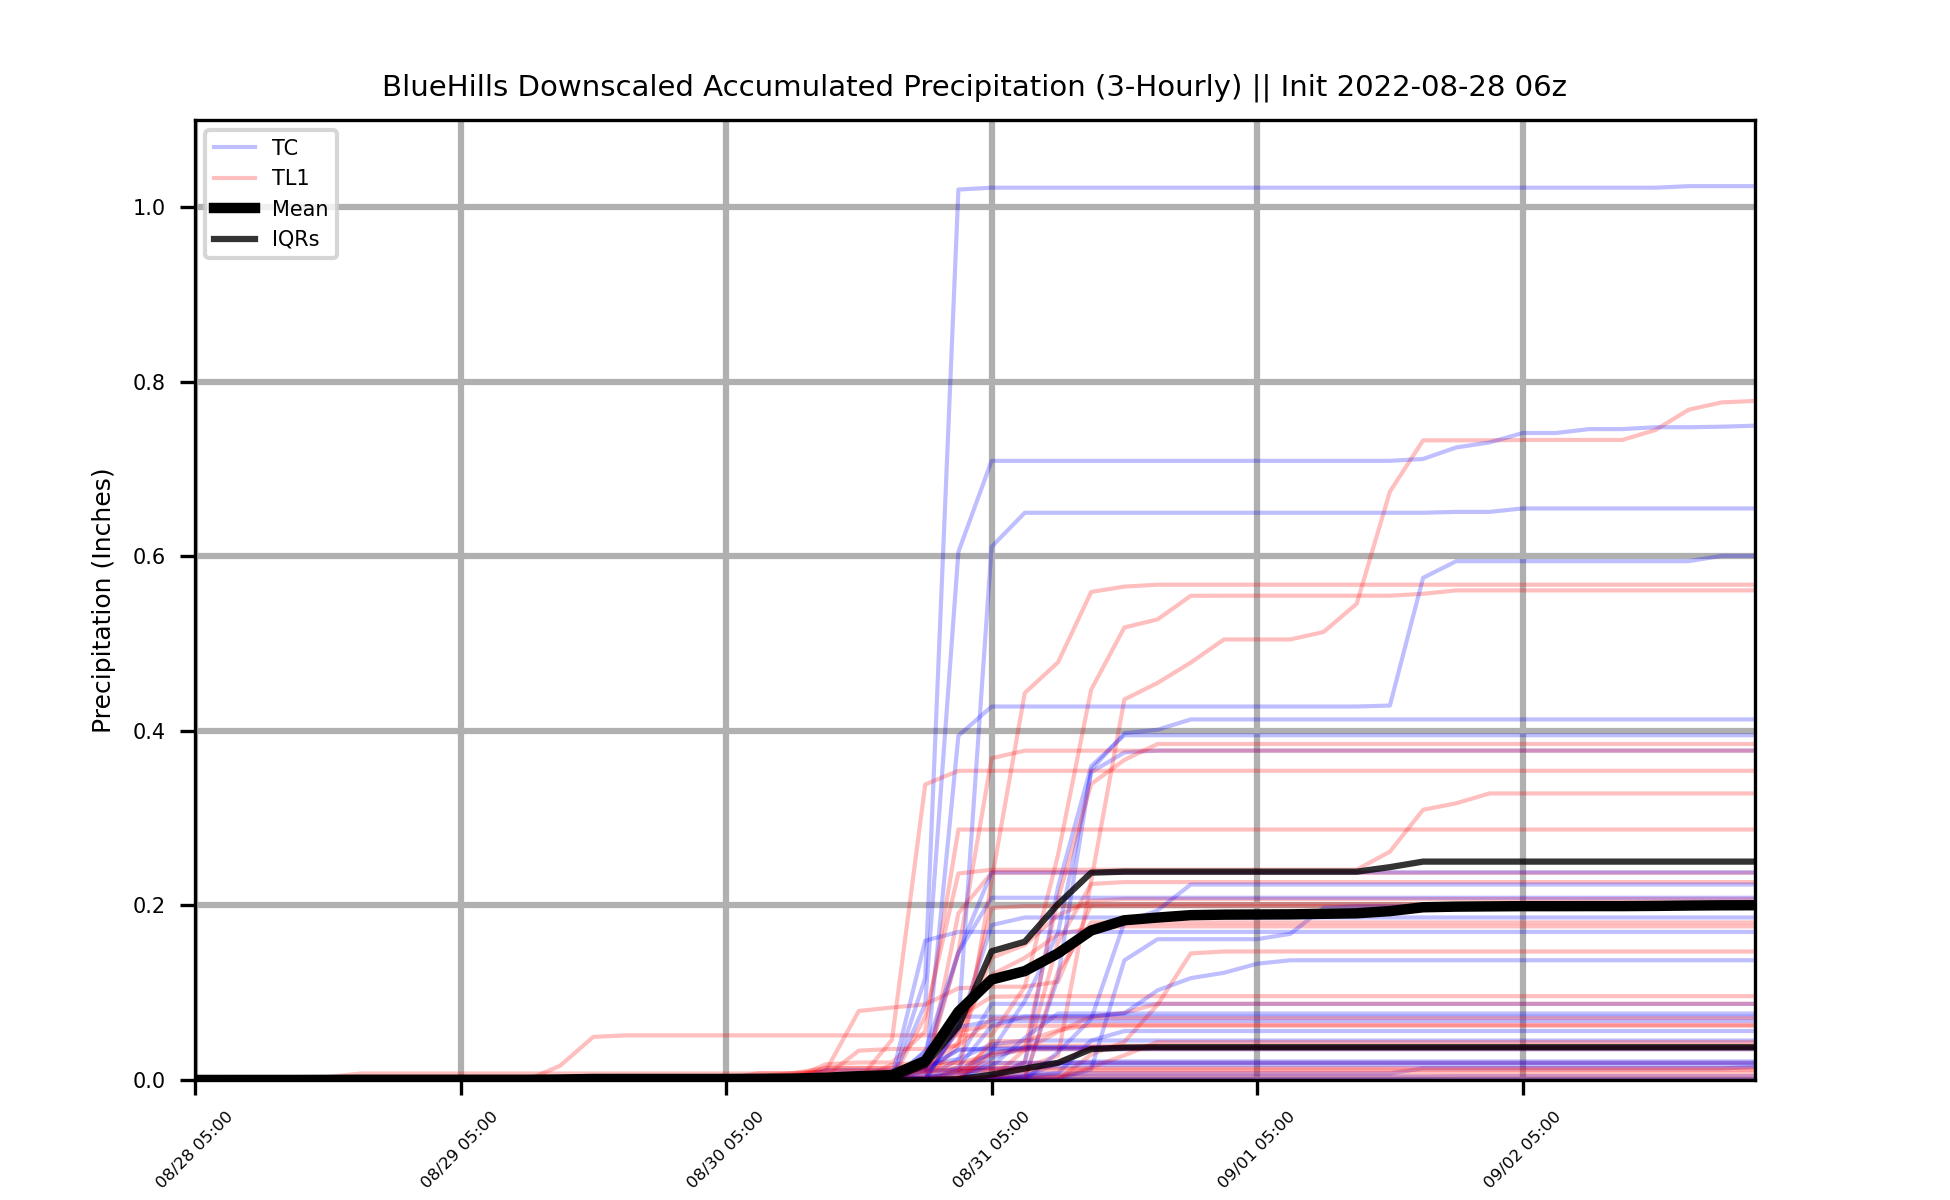 BlueHills Downscaled Accumulated Precipitation (3-Hourly) || Init 2022-08-28 06z
TC
TL1
Mean
IQRs
Precipitation (Inches)
1.0
0.8
0.6
0.4
0.2
0.0
08/28 05:00
08/29 05:00
08/30 05:00
08/31 05:00
09/01 05:00
09/02 05:00